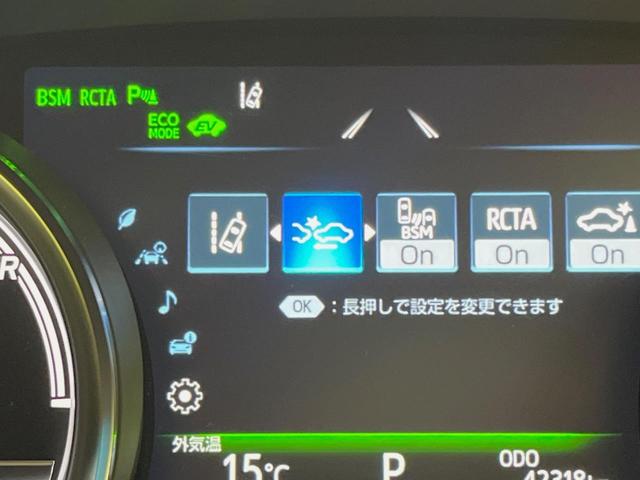 BSM RCTA P
ECO
MODE
EV
BSM
On
RCTA
On
On
OK :長押しで設定を変更できます
R
外気温
15℃
P
ODO